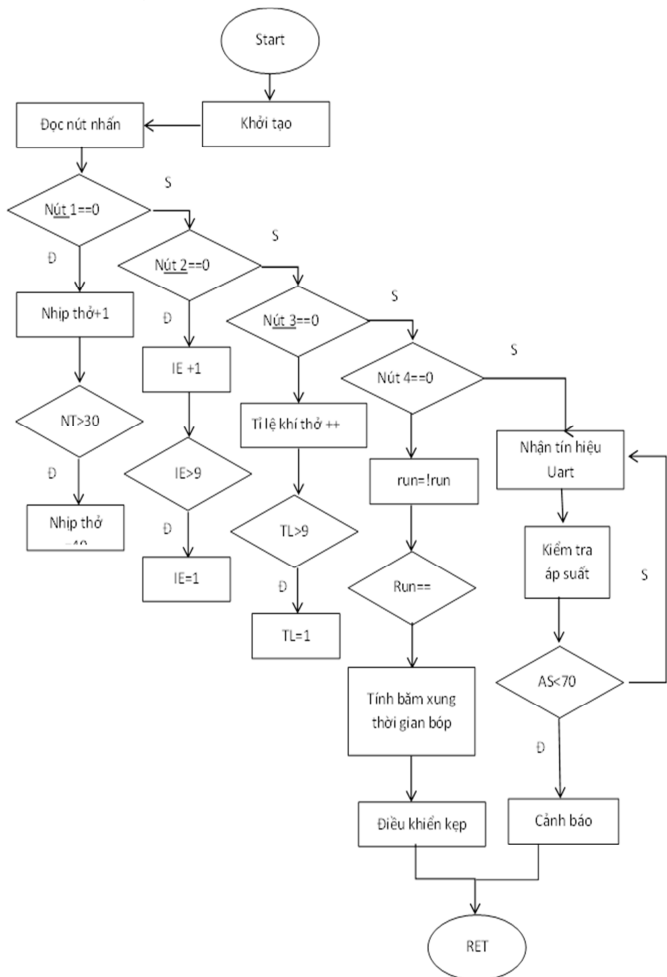 Start
Khởi tạo
Đọc nút nhấn
S
Nút 1==0
S
Đ
Nút 2==0
S
Nhịp thở+1
Đ
Nút 3==0
S
IE +1
Nút 4==0
NT>30
Tỉ lệ khí thở ++
Nhận tín hiệu
Uart
Đ
IE>9
run=!run
Nhịp thở
Đ
TL>9
Kiểm tra
áp suất
S
IE=1
Đ
Run==
TL=1
AS<70
Tính băm xung
thời gian bóp
Đ
Điều khiển kẹp
Cảnh báo
RET